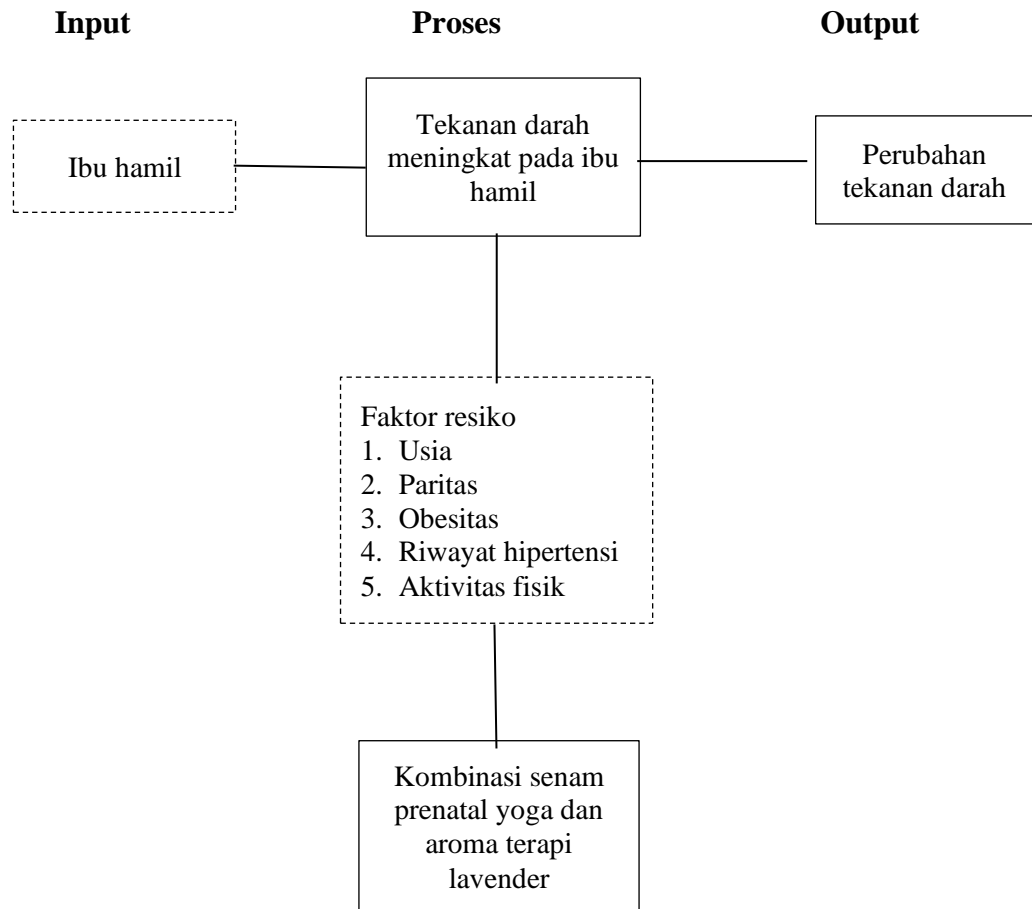 Input
Proses
Output
Ibu hamil
Tekanan darah
meningkat pada ibu
hamil
Perubahan
tekanan darah
Faktor resiko
1. Usia
2. Paritas
3. Obesitas
4. Riwayat hipertensi
5. Aktivitas fisik
Kombinasi senam
prenatal yoga dan
aroma terapi
lavender